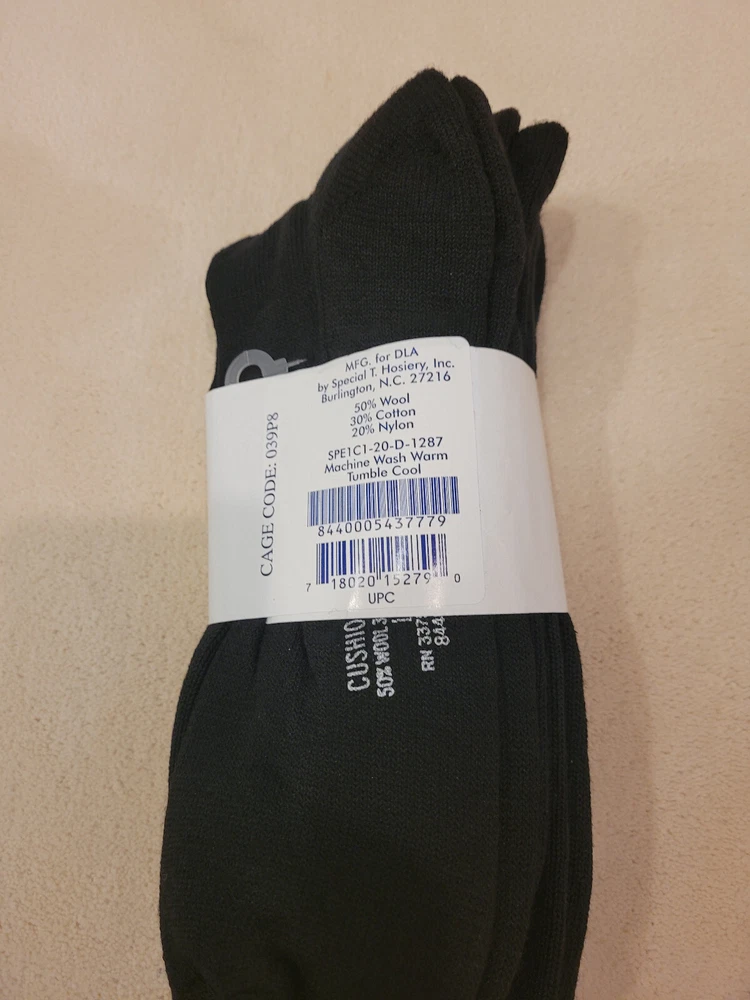 MFG. for DLA
by Special T. Hosiery, Inc.
Burlington, N.C. 27216
50% Wool
30% Cotton
20% Nylon
SPE1C1-20-D-1287
Machine Wash Warm
Tumble Cool
8440005437779
7 18020 15279 0
UPC
CAGE CODE: 039P8
CUSHIO
50% WOOL3
RN 337
844